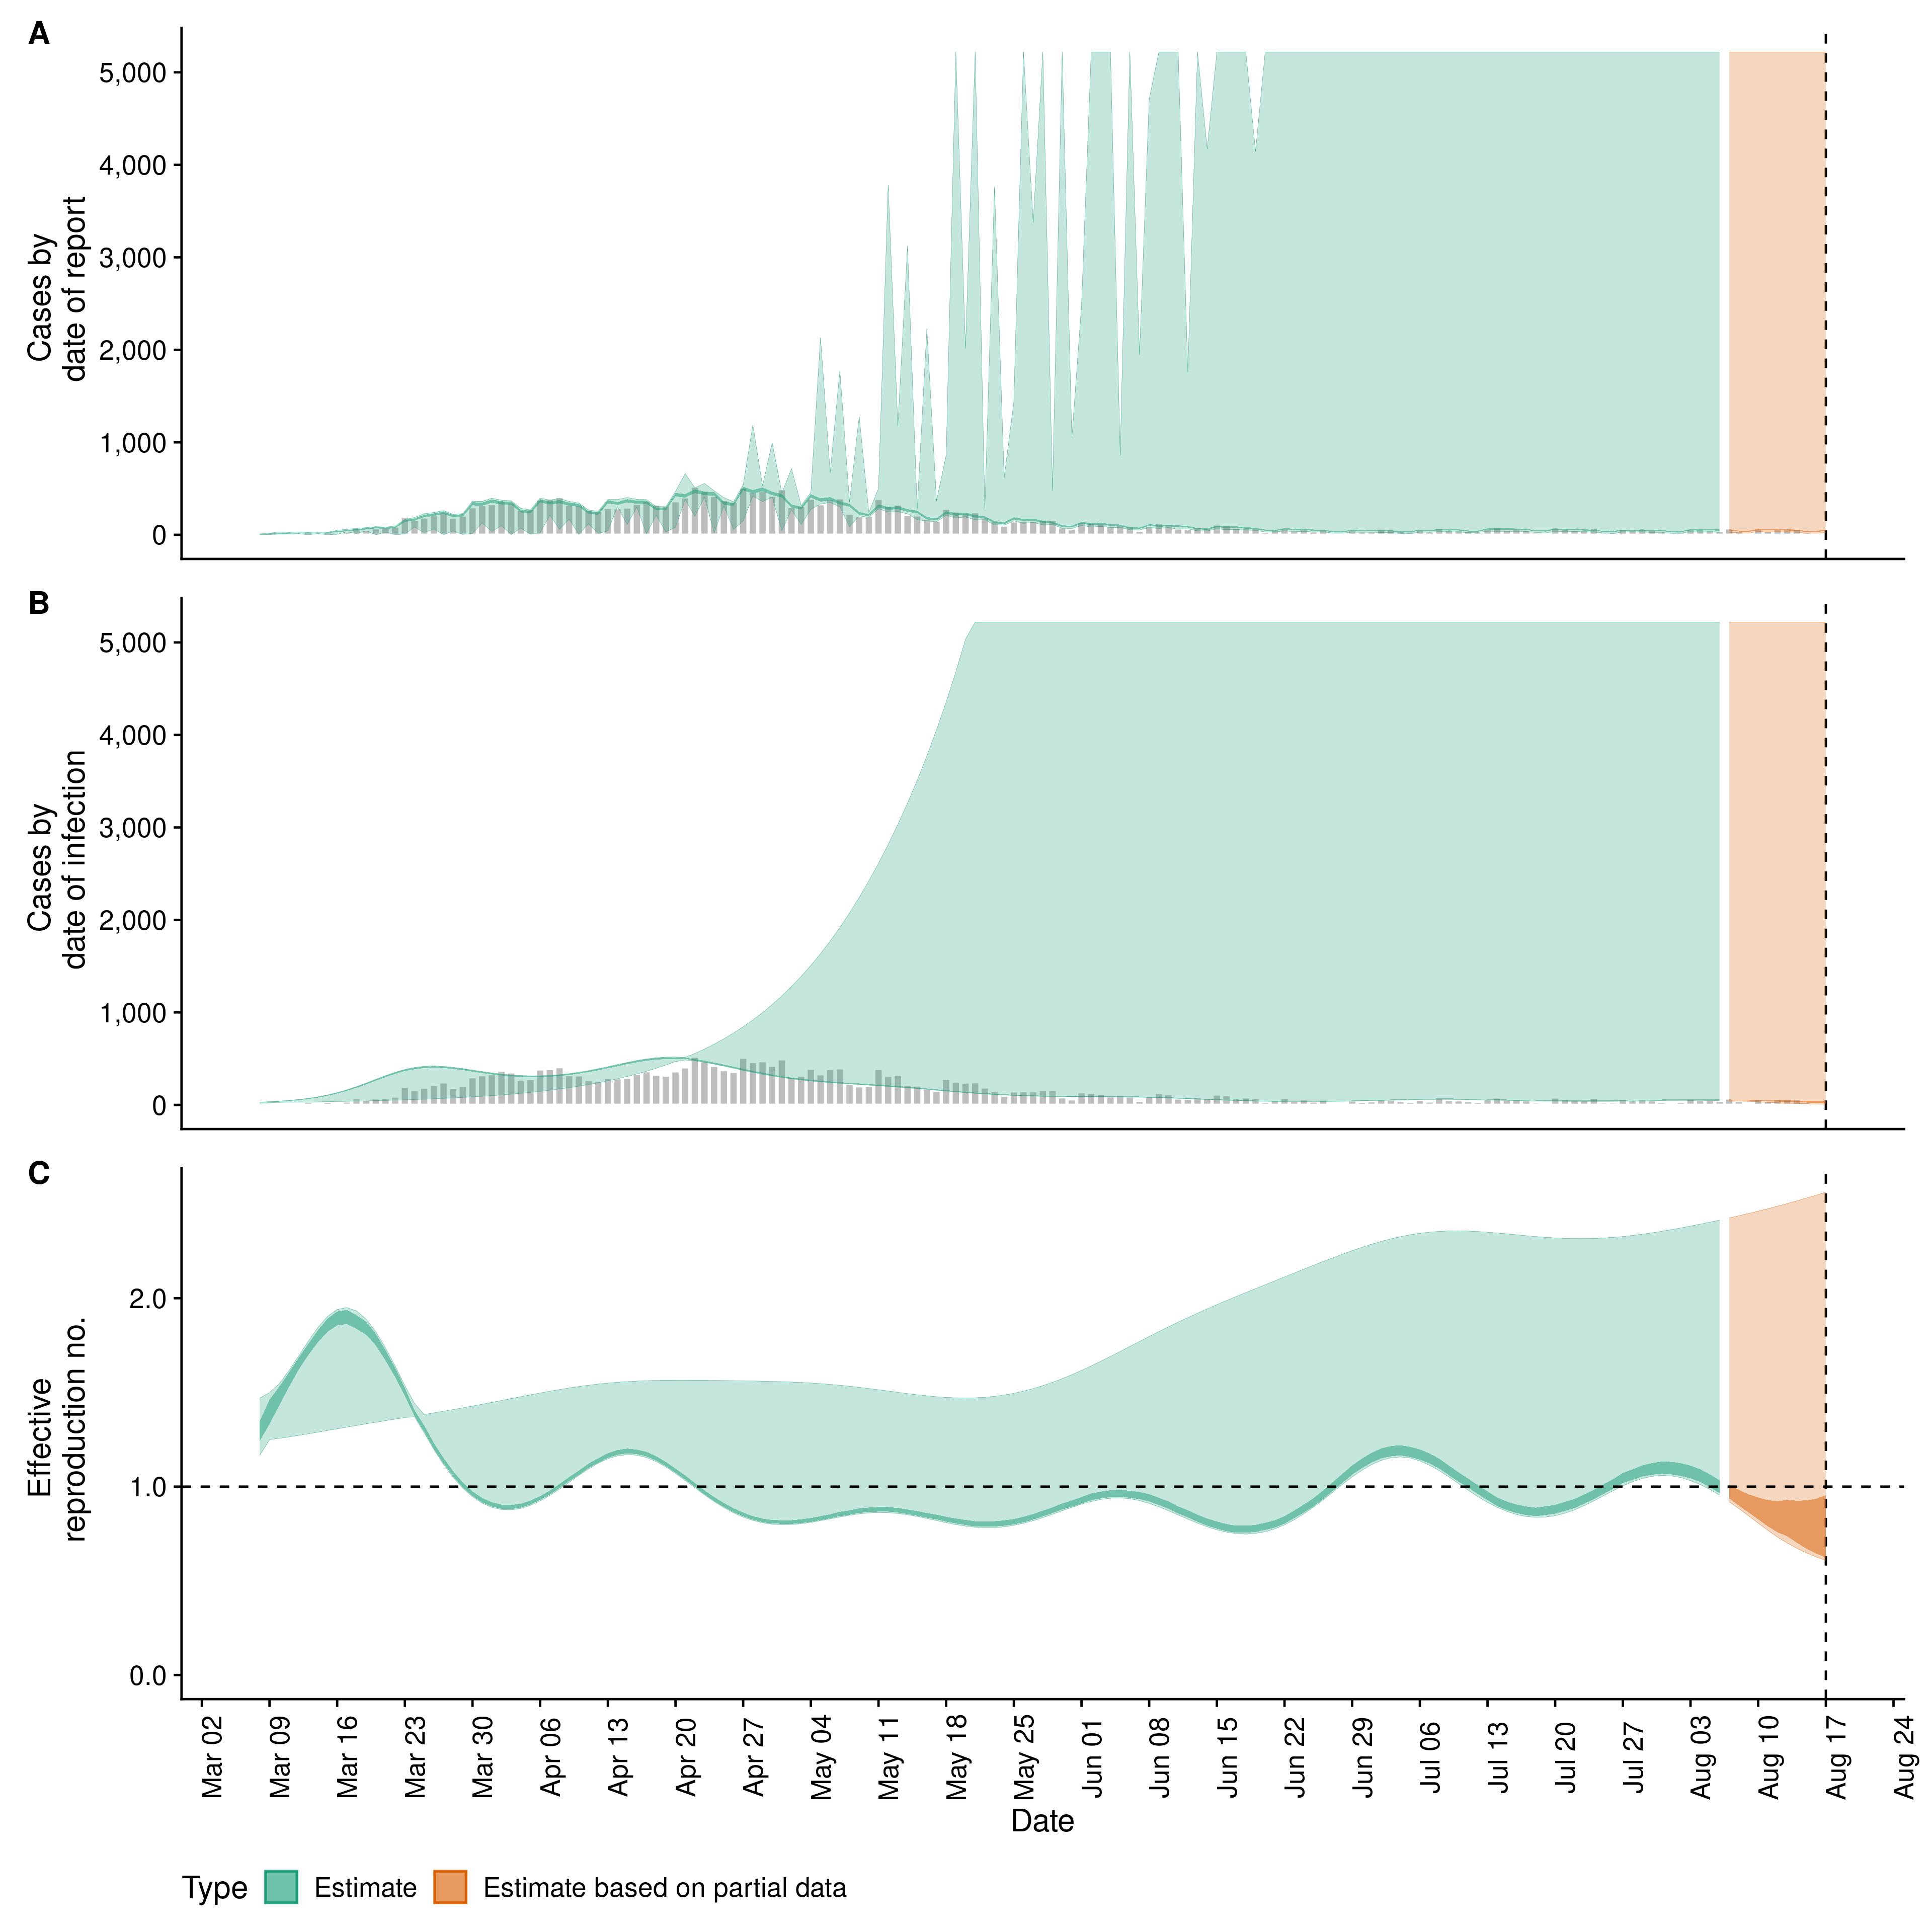 A
Cases by
date of report
5,000
4,000
3,000
2,000
1,000
0
B
Cases by
date of infection
5,000
4,000
3,000
2,000
1,000
0
C
Effective
reproduction no.
2.0
1.0
0.0
Mar 02
Mar 09
Mar 16
Mar 23
Mar 30
Apr 06
Apr 13
Apr 20
Apr 27
May 04
May 11
May 18
May 25
Jun 01
Jun 08
Jun 15
Jun 22
Jun 29
Jul 06
Jul 13
Jul 20
Jul 27
Aug 03
Aug 10
Aug 17
Aug 24
Date
Type Estimate Estimate based on partial data